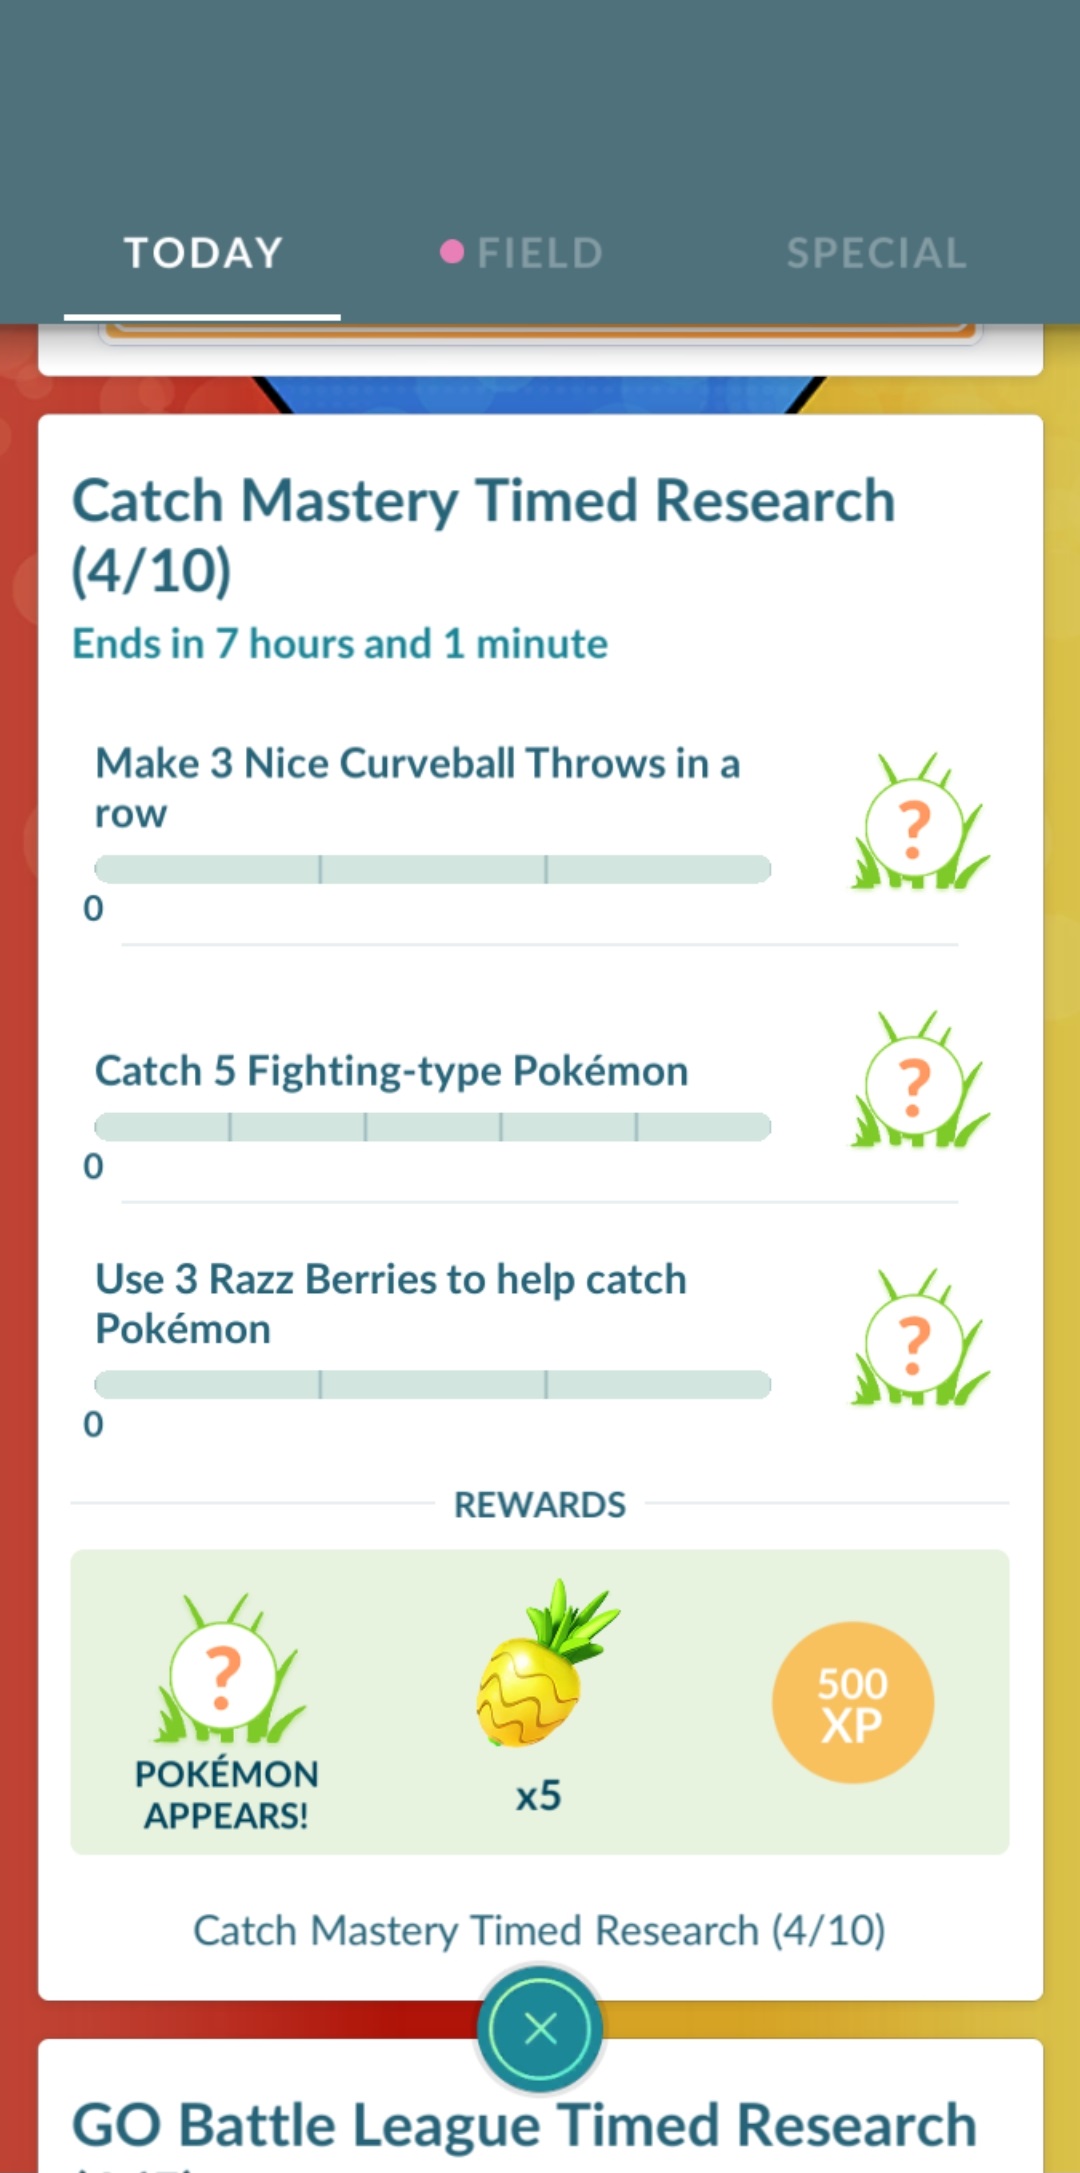 TODAY
FIELD
SPECIAL
Catch Mastery Timed Research
(4/10)
Ends in 7 hours and 1 minute
Make 3 Nice Curveball Throws in a
row
?
0
Catch 5 Fighting-type Pokémon
?
0
Use 3 Razz Berries to help catch
Pokémon
?
0
REWARDS
?
POKÉMON
APPEARS!
x5
500
XP
Catch Mastery Timed Research (4/10)
GO Battle League Timed Research